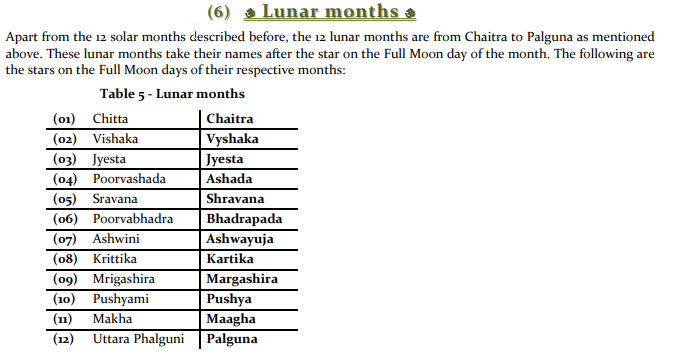 (6) ॐ Lunar months ॐ
Apart from the 12 solar months described before, the 12 lunar months are from Chaitra to Palguna as mentioned
above. These lunar months take their names after the star on the Full Moon day of the month. The following are
the stars on the Full Moon days of their respective months:
Table 5 - Lunar months
(01) Chitta Chaitra
(02) Vishaka Vyshaka
(03) Jyesta Jyesta
(04) Poorvashada Ashada
(05) Sravana Shravana
(06) Poorvabhadra Bhadrapada
(07) Ashwini Ashwayuja
(08) Krittika Kartika
(09) Mrigashira Margashira
(10) Pushyami Pushya
(11) Makha Maagha
(12) Uttara Phalguni Palguna